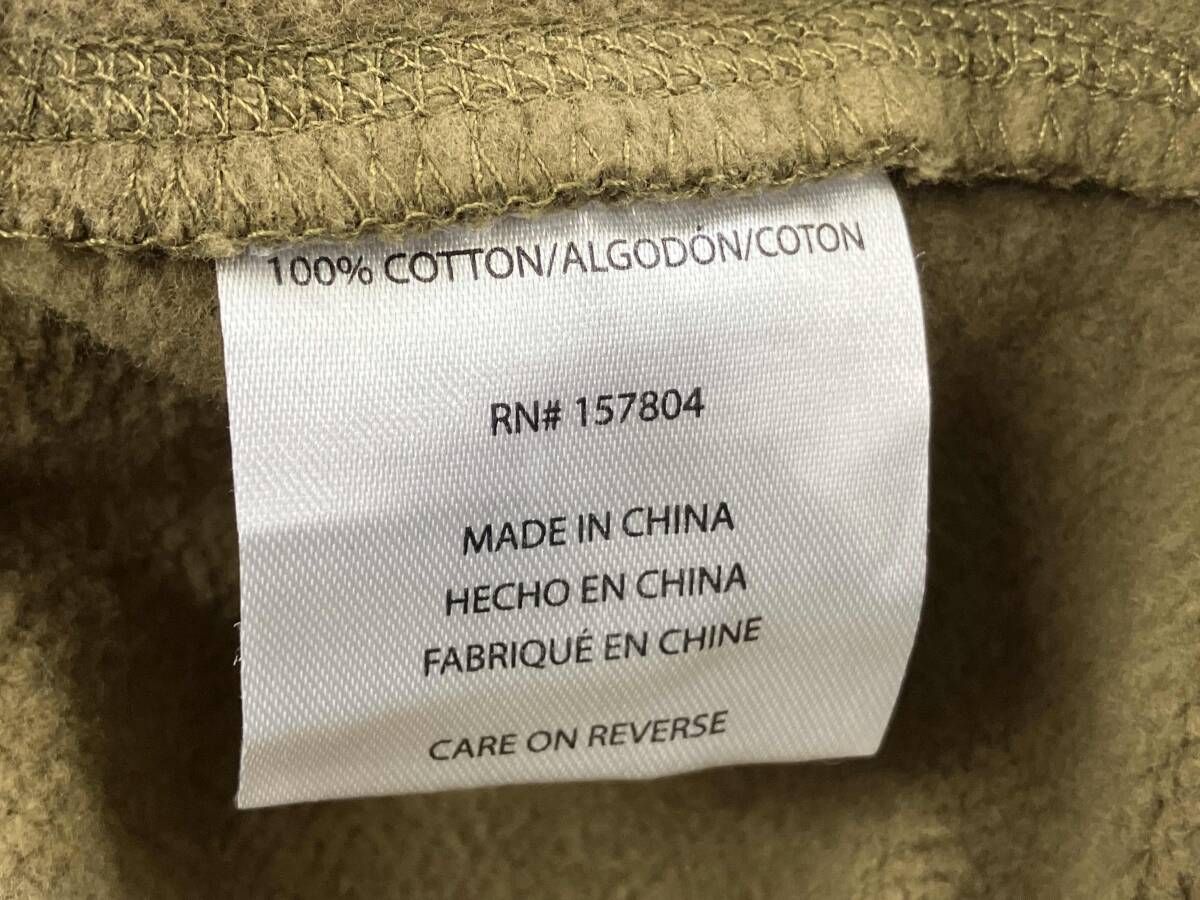 100% COTTON/ALGODÓN/COTON
RN# 157804
MADE IN CHINA
HECHO EN CHINA
FABRIQUÉ EN CHINE
CARE ON REVERSE